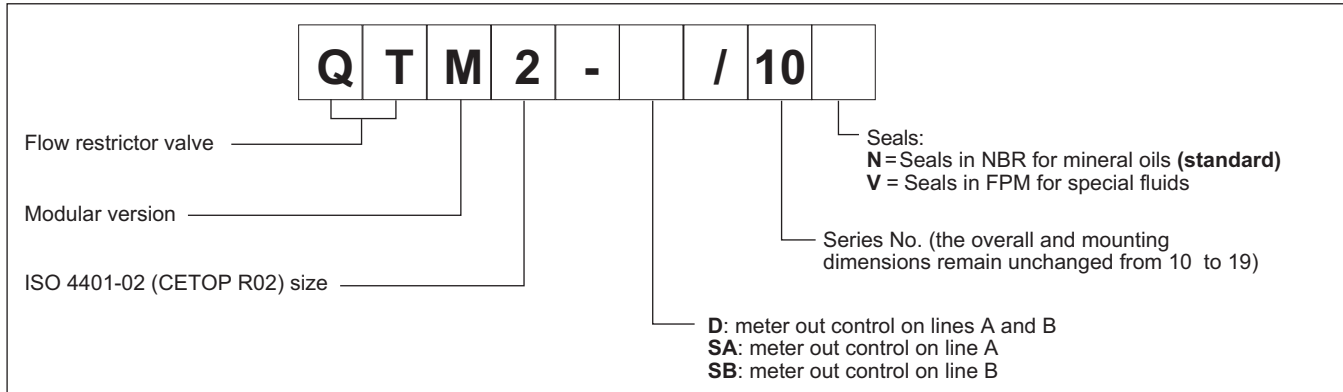 Q T M 2 - / 10
Flow restrictor valve
Modular version
ISO 4401-02 (CETOP R02) size
Seals:
N = Seals in NBR for mineral oils (standard)
V = Seals in FPM for special fluids
Series No. (the overall and mounting
dimensions remain unchanged from 10 to 19)
D: meter out control on lines A and B
SA: meter out control on line A
SB: meter out control on line B